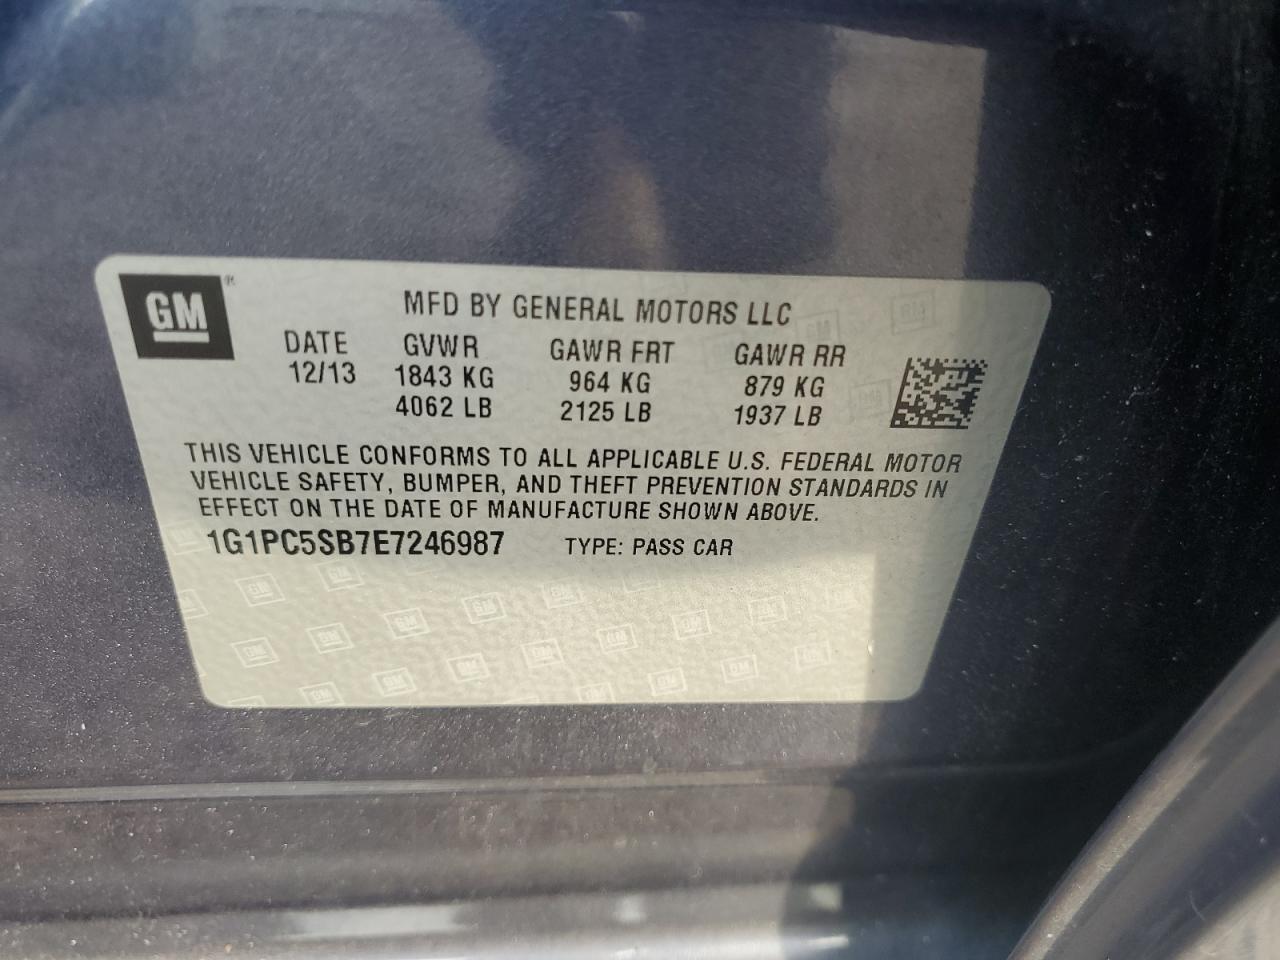 GM ®
MFD BY GENERAL MOTORS LLC
DATE GVWR GAWR FRT GAWR RR
12/13 1843 KG 964 KG 879 KG
4062 LB 2125 LB 1937 LB
THIS VEHICLE CONFORMS TO ALL APPLICABLE U.S. FEDERAL MOTOR
VEHICLE SAFETY, BUMPER, AND THEFT PREVENTION STANDARDS IN
EFFECT ON THE DATE OF MANUFACTURE SHOWN ABOVE.
1G1PC5SB7E7246987 TYPE: PASS CAR